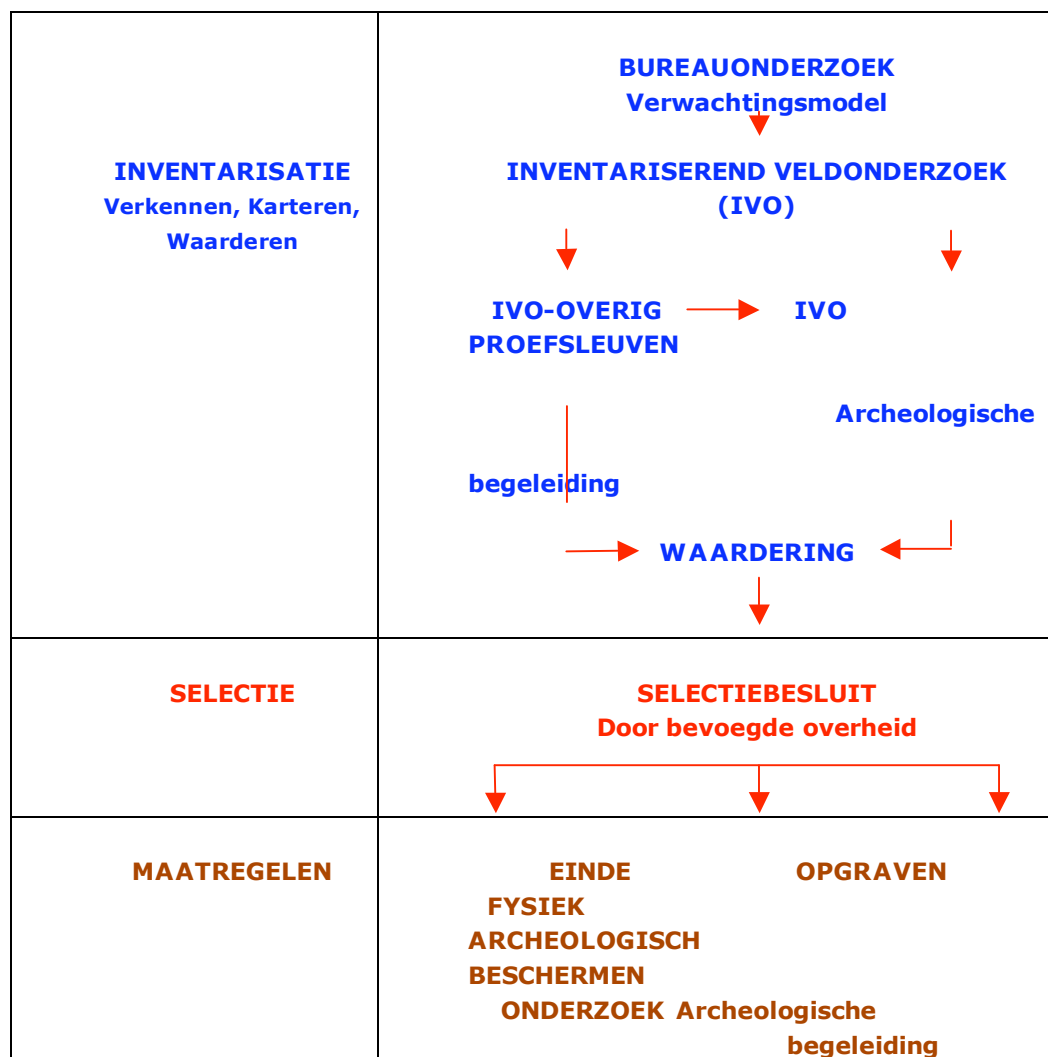 BUREAUONDERZOEK
Verwachtingsmodel
INVENTARISATIE
Verkennen, Karteren,
Waarderen
INVENTARISEREND VELDONDERZOEK
(IVO)
IVO-OVERIG IVO
PROEFSLEUVEN
Archeologische
begeleiding
WAARDERING
SELECTIE
SELECTIEBESLUIT
Door bevoegde overheid
MAATREGELEN
EINDE OPGRAVEN
FYSIEK
ARCHEOLOGISCH
BESCHERMEN
ONDERZOEK Archeologische
begeleiding